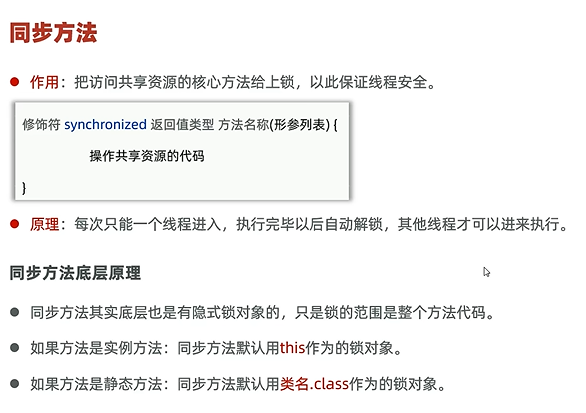 同步方法
作用：把访问共享资源的核心方法给上锁，以此保证线程安全。
修饰符 synchronized 返回值类型 方法名称(形参列表) {
操作共享资源的代码
}
原理：每次只能一个线程进入，执行完毕以后自动解锁，其他线程才可以进来执行。
同步方法底层原理
同步方法其实底层也是有隐式锁对象的，只是锁的范围是整个方法代码。
如果方法是实例方法：同步方法默认用this作为的锁对象。
如果方法是静态方法：同步方法默认用类名.class作为的锁对象。